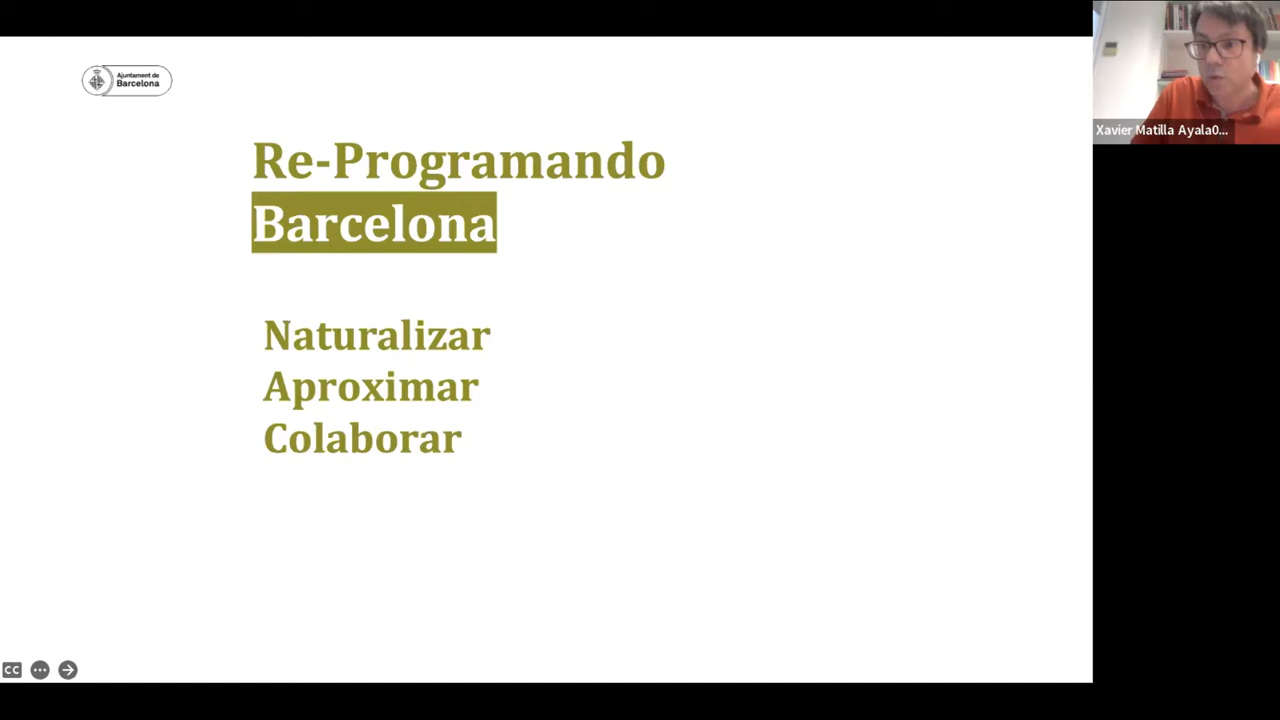 Ajuntament de
Barcelona
Re-Programando
Barcelona
Naturalizar
Aproximar
Colaborar
Xavier Matilla Ayala0...
CC